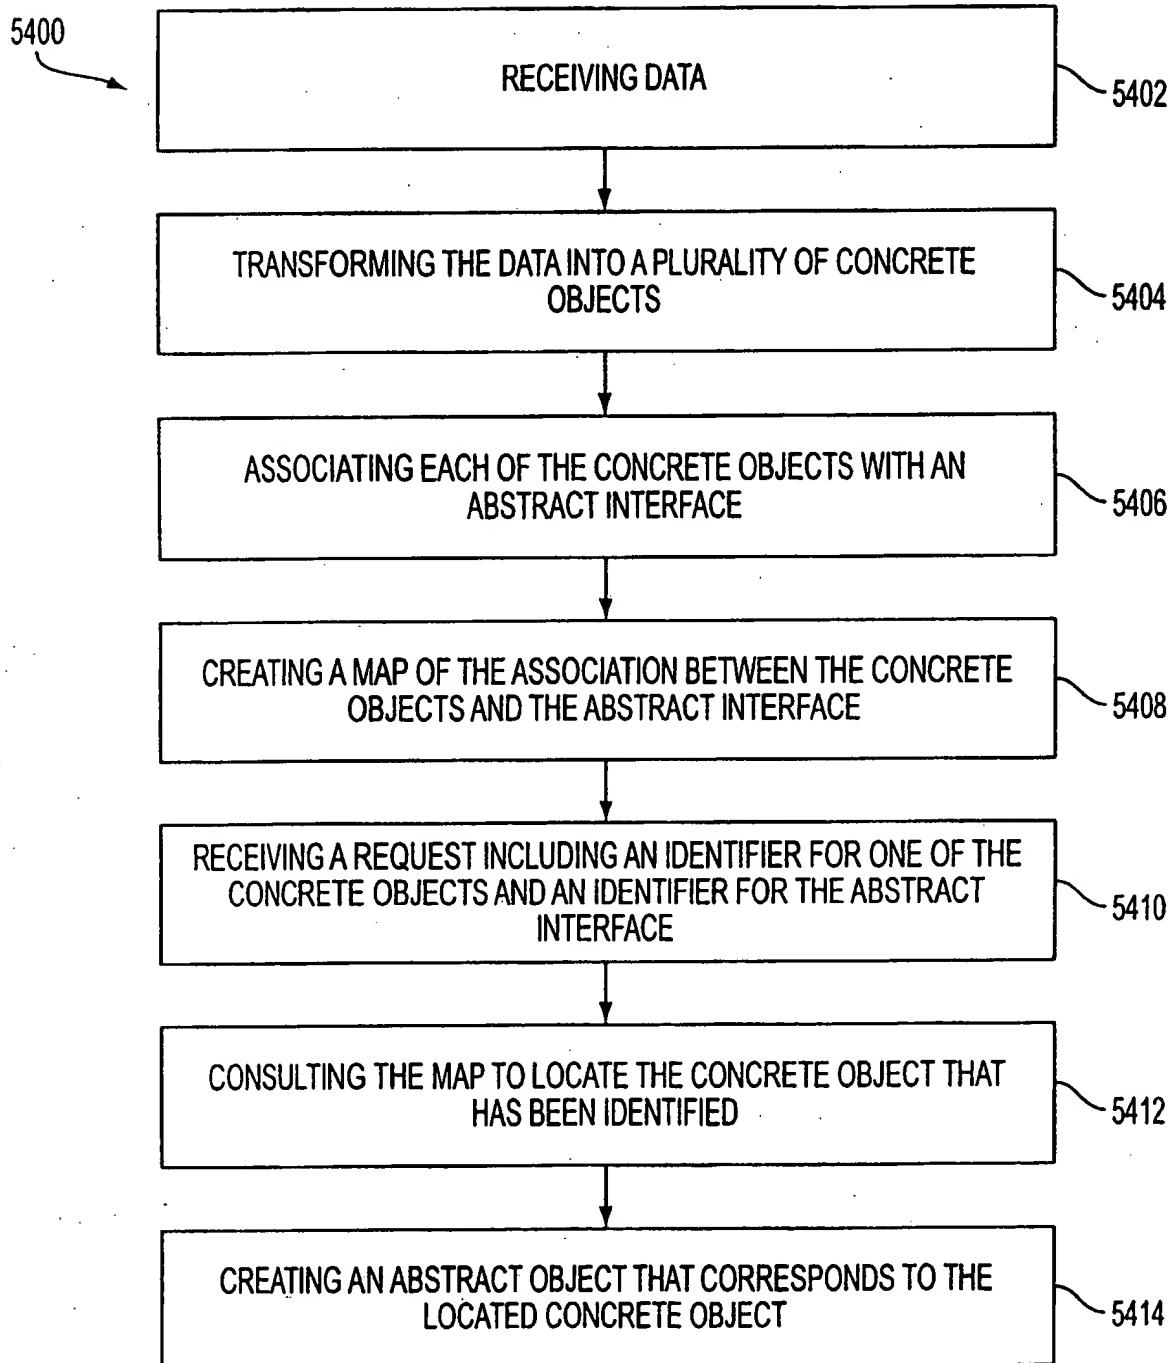 5400
RECEIVING DATA
5402
TRANSFORMING THE DATA INTO A PLURALITY OF CONCRETE
OBJECTS
5404
ASSOCIATING EACH OF THE CONCRETE OBJECTS WITH AN
ABSTRACT INTERFACE
5406
CREATING A MAP OF THE ASSOCIATION BETWEEN THE CONCRETE
OBJECTS AND THE ABSTRACT INTERFACE
5408
RECEIVING A REQUEST INCLUDING AN IDENTIFIER FOR ONE OF THE
CONCRETE OBJECTS AND AN IDENTIFIER FOR THE ABSTRACT
INTERFACE
5410
CONSULTING THE MAP TO LOCATE THE CONCRETE OBJECT THAT
HAS BEEN IDENTIFIED
5412
CREATING AN ABSTRACT OBJECT THAT CORRESPONDS TO THE
LOCATED CONCRETE OBJECT
5414